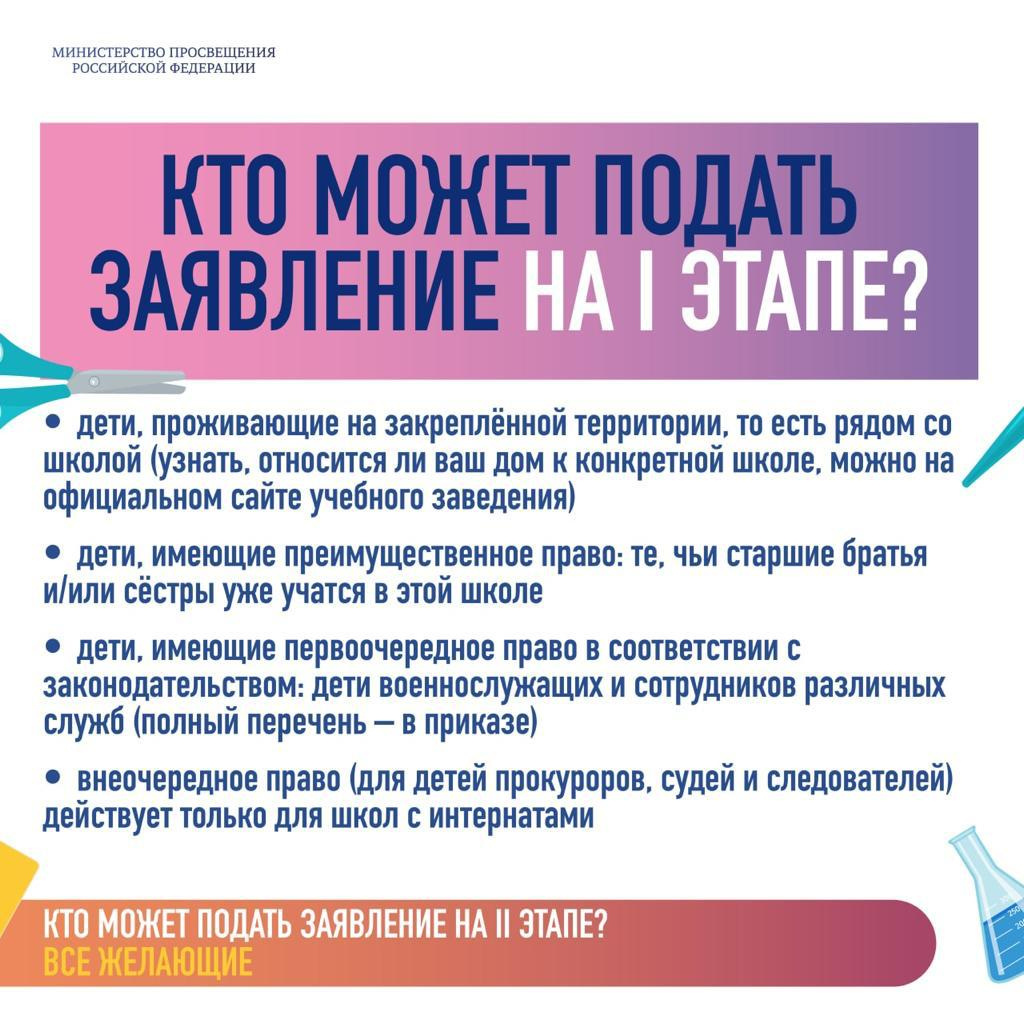 МИНИСТЕРСТВО ПРОСВЕЩЕНИЯ
РОССИЙСКОЙ ФЕДЕРАЦИИ
КТО МОЖЕТ ПОДАТЬ
ЗАЯВЛЕНИЕ НА I ЭТАПЕ?
• дети, проживающие на закреплённой территории, то есть рядом со
школой (узнать, относится ли ваш дом к конкретной школе, можно на
официальном сайте учебного заведения)
• дети, имеющие преимущественное право: те, чьи старшие братья
и/или сёстры уже учатся в этой школе
• дети, имеющие первоочередное право в соответствии с
законодательством: дети военнослужащих и сотрудников различных
служб (полный перечень – в приказе)
• внеочередное право (для детей прокуроров, судей и следователей)
действует только для школ с интернатами
КТО МОЖЕТ ПОДАТЬ ЗАЯВЛЕНИЕ НА II ЭТАПЕ?
ВСЕ ЖЕЛАЮЩИЕ